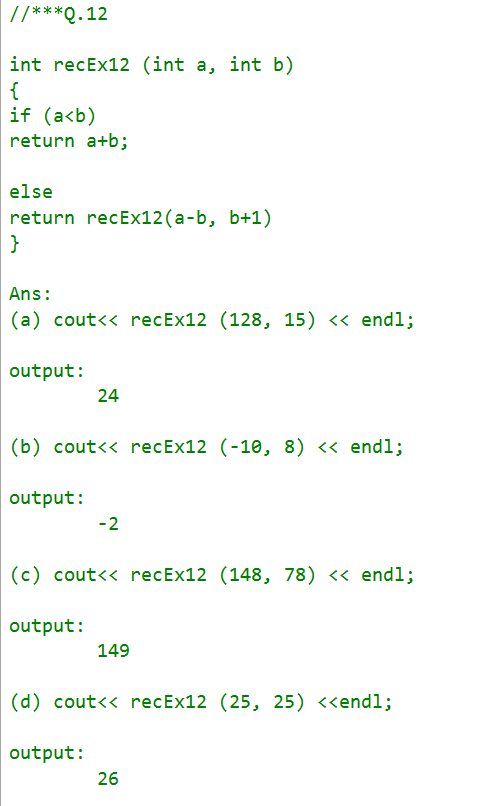 //***Q.12
int recEx12 (int a, int b)
{
if (a<b)
return a+b;
else
return recEx12(a-b, b+1)
}
Ans:
(a) cout<< recEx12 (128, 15) << endl;
output:
24
(b) cout<< recEx12 (-10, 8) << endl;
output:
-2
(c) cout<< recEx12 (148, 78) << endl;
output:
149
(d) cout<< recEx12 (25, 25) <<endl;
output:
26